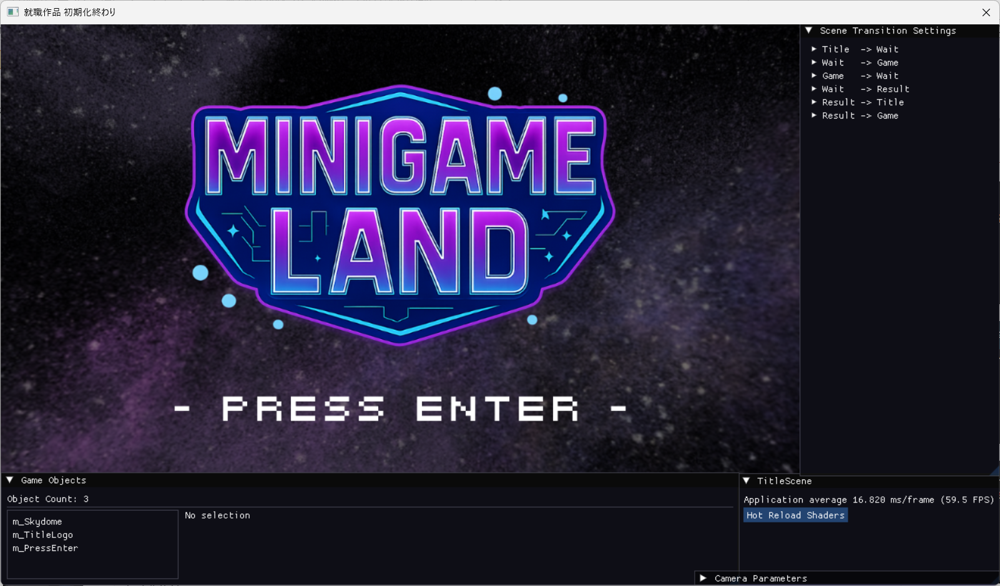 就職作品 初期化終わり
MINIGAME
LAND
- PRESS ENTER -
Scene Transition Settings
Title -> Wait
Wait -> Game
Game -> Wait
Wait -> Result
Result -> Title
Result -> Game
Game Objects
Object Count: 3
m_Skydome
m_TitleLogo
m_PressEnter
No selection
TitleScene
Application average 16.820 ms/frame (59.5 FPS)
Hot Reload Shaders
Camera Parameters